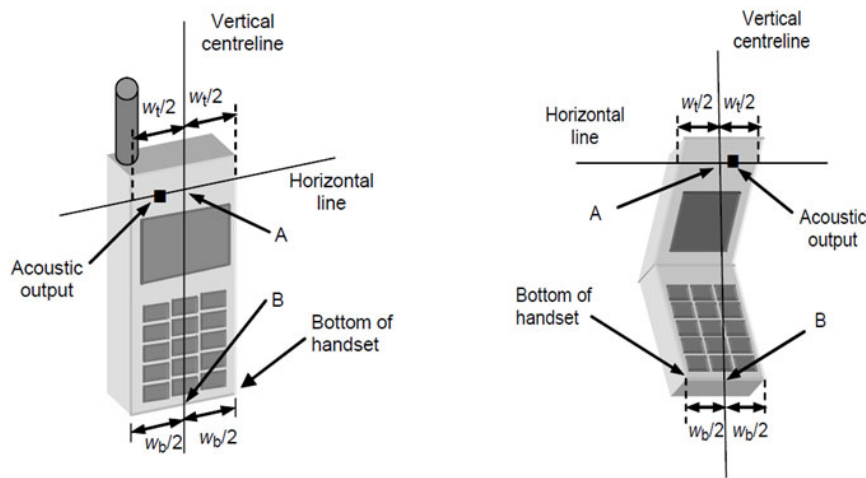 Vertical
centreline
wt/2
wt/2
Horizontal
line
A
Acoustic
output
B
Bottom of
handset
wb/2
wb/2
Vertical
centreline
wt/2
wt/2
Horizontal
line
A
Acoustic
output
Bottom of
handset
B
wb/2
wb/2